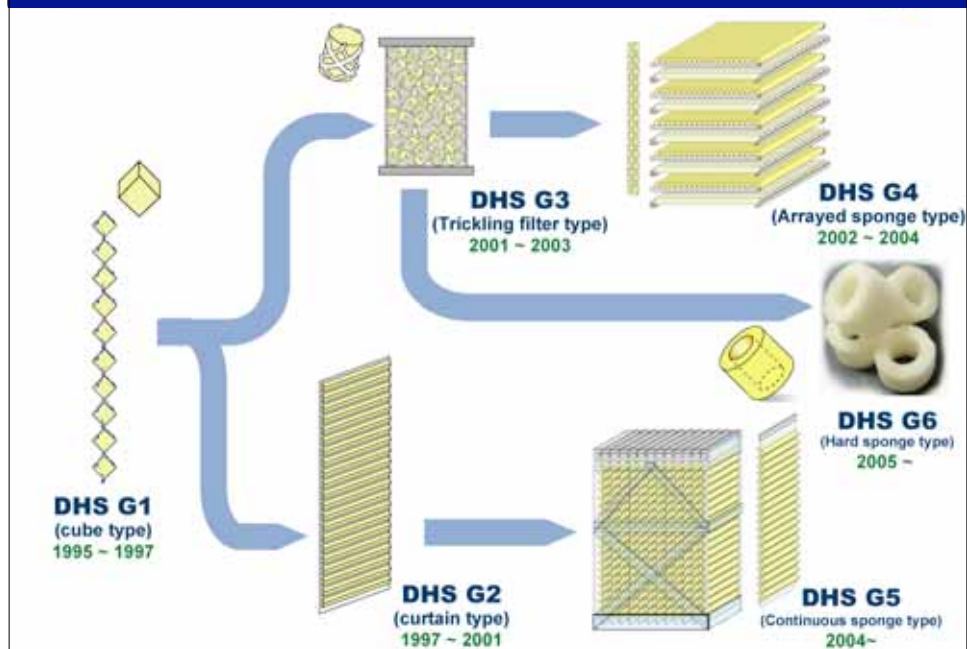 DHS G3
(Trickling filter type)
2001 ~ 2003
DHS G4
(Arrayed sponge type)
2002 ~ 2004
DHS G1
(cube type)
1995 ~ 1997
DHS G6
(Hard sponge type)
2005 ~
DHS G2
(curtain type)
1997 ~ 2001
DHS G5
(Continuous sponge type)
2004~